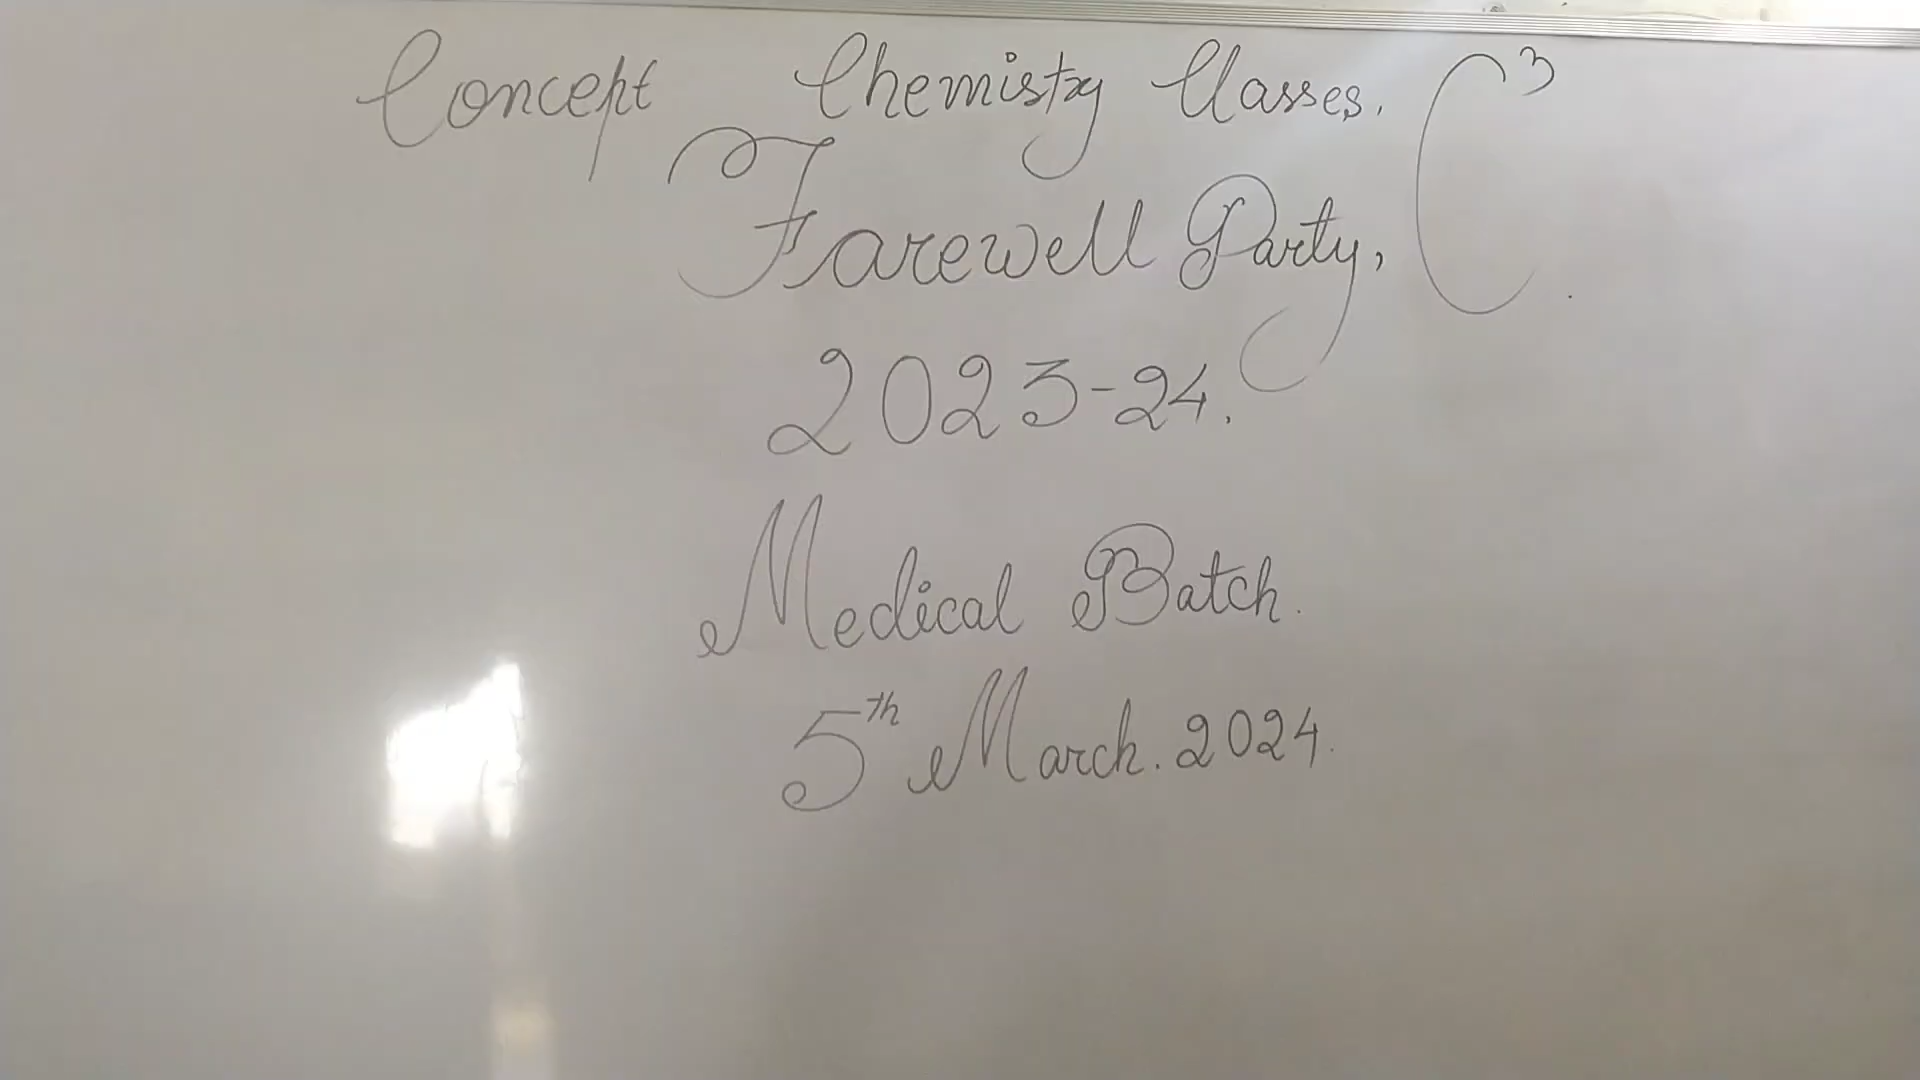 Concept Chemistry Classes. C³
Farewell Party,
2023-24.
Medical Batch.
5th March. 2024.